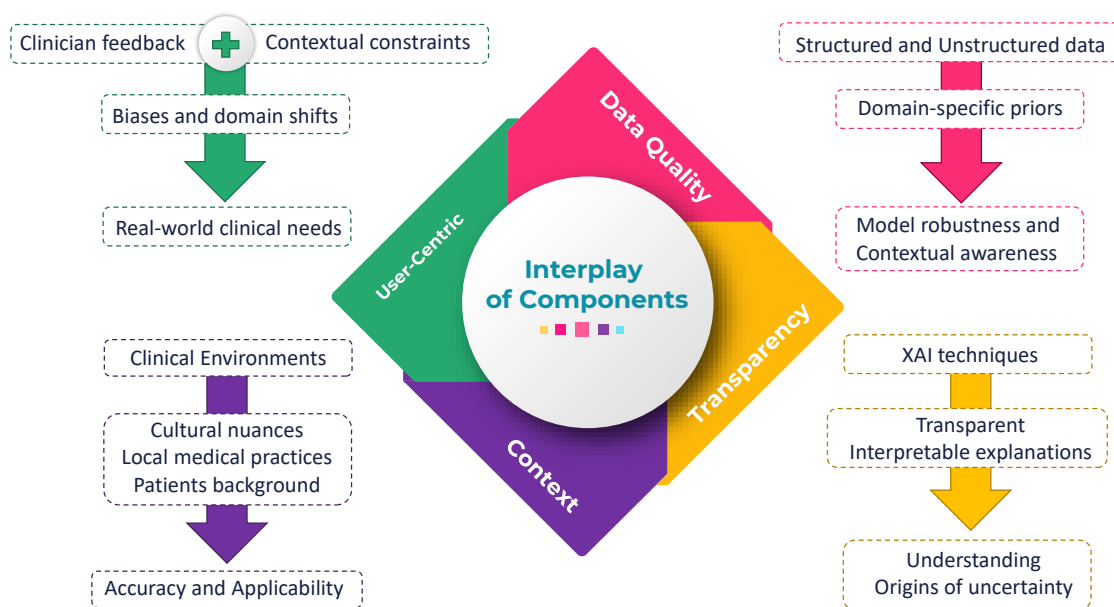 Clinician feedback
Contextual constraints
Biases and domain shifts
Real-world clinical needs
Structured and Unstructured data
Domain-specific priors
Model robustness and
Contextual awareness
Data Quality
User-Centric
Interplay
of Components
Transparency
Context
Clinical Environments
Cultural nuances
Local medical practices
Patients background
Accuracy and Applicability
XAI techniques
Transparent
Interpretable explanations
Understanding
Origins of uncertainty